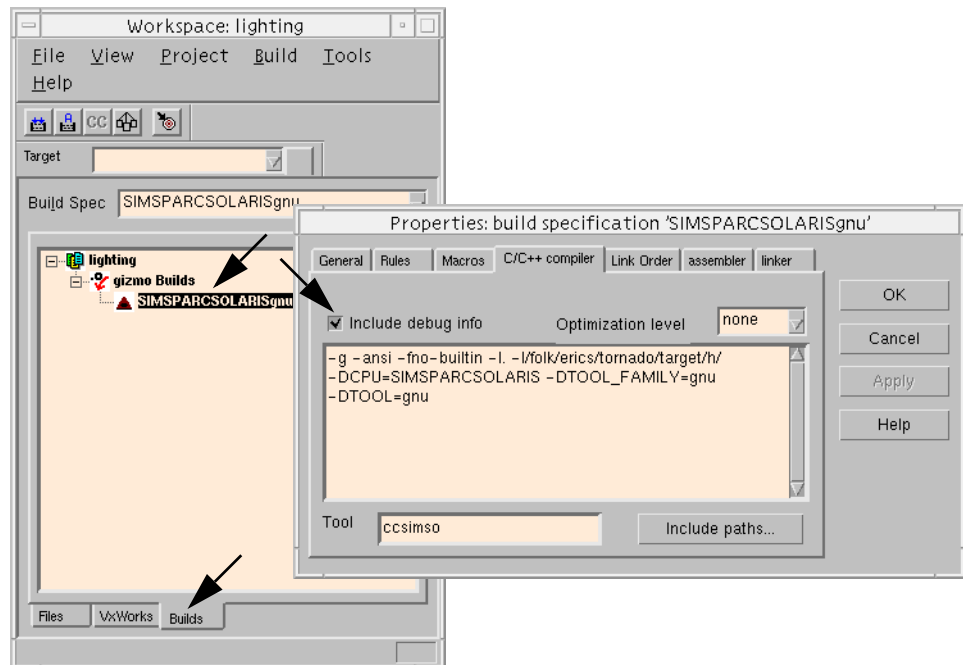 Workspace: lighting
File View Project Build Tools
Help
CC
Target
Build Spec SIMSPARCSOLARISgnu
lighting
gizmo Builds
SIMSPARCSOLARISgnu
Files VxWorks Builds
Properties: build specification 'SIMSPARCSOLARISgnu'
General Rules Macros C/C++ compiler Link Order assembler linker
Include debug info Optimization level none
-g -ansi -fno-builtin -I. -I/folk/erics/tornado/target/h/
-DCPU=SIMSPARCSOLARIS -DTOOL_FAMILY=gnu
-DTOOL=gnu
Tool ccsimso Include paths...
OK
Cancel
Apply
Help